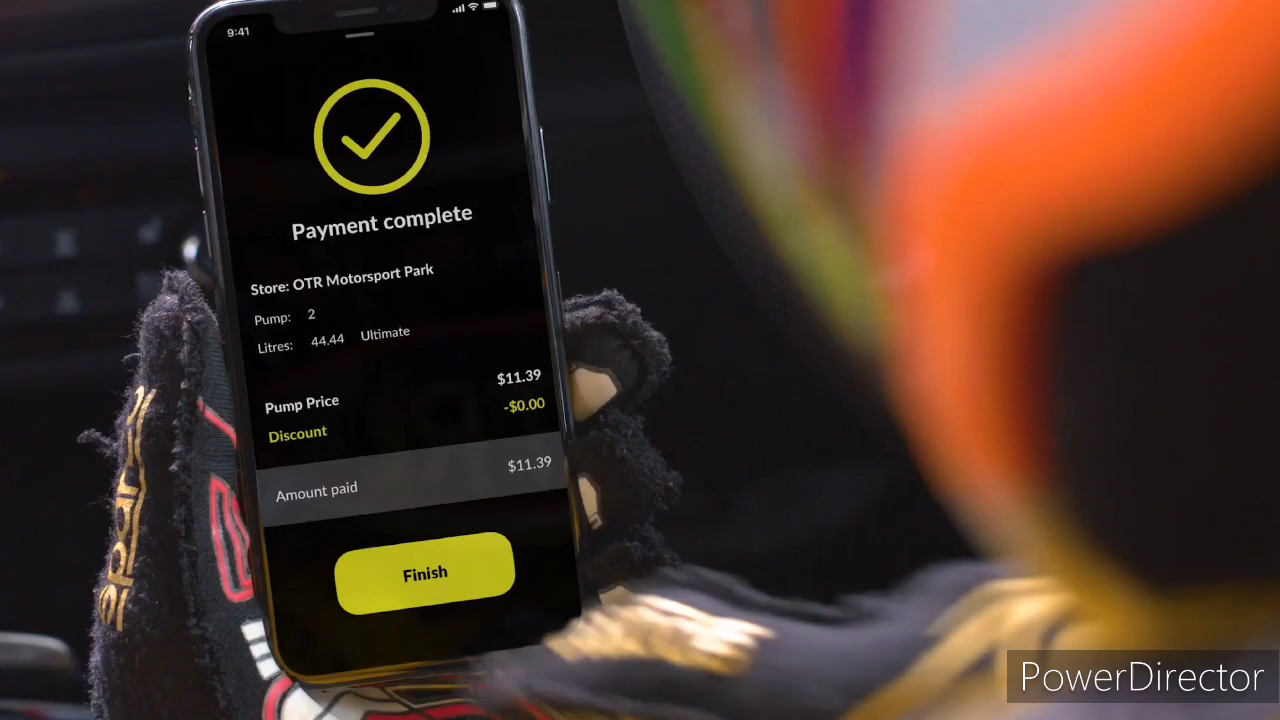 9:41
Payment complete
Store: OTR Motorsport Park
Pump: 2
Litres: 44.44 Ultimate
Pump Price $11.39
Discount -$0.00
Amount paid $11.39
Finish
PowerDirector